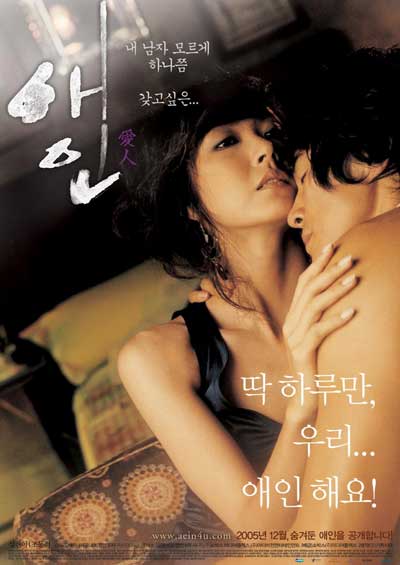 애인
愛人
내 남자 모르게
하나쯤
갖고싶은...
딱 하루만,
우리...
애인 해요!
www.aein4u.com
2005년 12월, 숨겨둔 애인을 공개합니다!